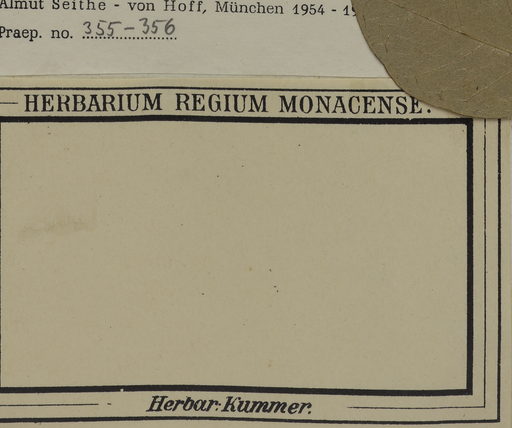 Almut Seithe - von Hoff, München 1954 - 19
Praep. no. 355-356
HERBARIUM REGIUM MONACENSE.
Herbar: Kummer.